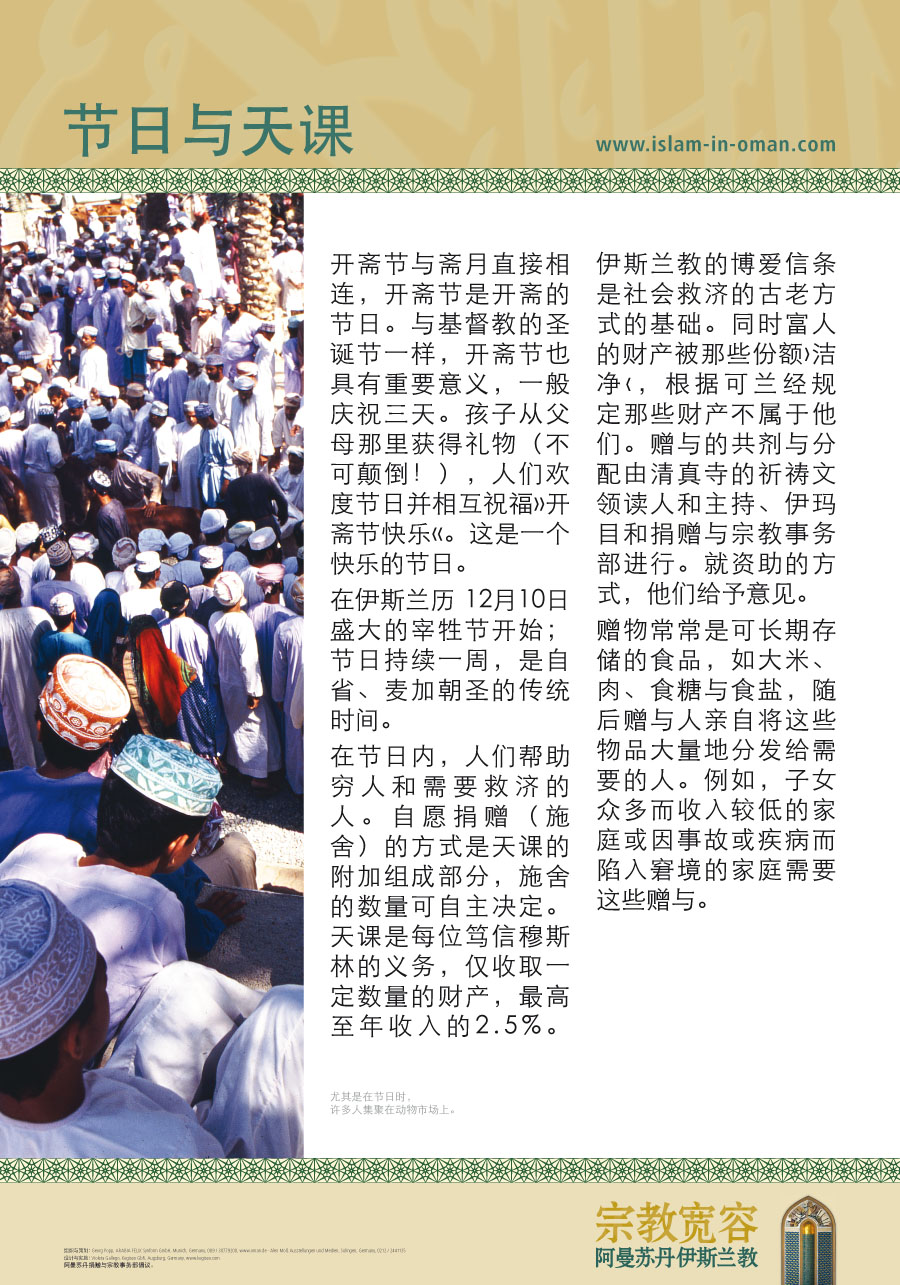 节日与天课
www.islam-in-oman.com
开斋节与斋月直接相
连，开斋节是开斋的
节日。与基督教的圣
诞节一样，开斋节也
具有重要意义，一般
庆祝三天。孩子从父
母那里获得礼物（不
可颠倒！），人们欢
度节日并相互祝福»开
斋节快乐«。这是一个
快乐的节日。
在伊斯兰历 12月10日
盛大的宰牲节开始；
节日持续一周，是自
省、麦加朝圣的传统
时间。
在节日内，人们帮助
穷人和需要救济的
人。自愿捐赠（施
舍）的方式是天课的
附加组成部分，施舍
的数量可自主决定。
天课是每位笃信穆斯
林的义务，仅收取一
定数量的财产，最高
至年收入的2.5%。
伊斯兰教的博爱信条
是社会救济的古老方
式的基础。同时富人
的财产被那些份额›洁
净‹，根据可兰经规
定那些财产不属于他
们。赠与的共剂与分
配由清真寺的祈祷文
领读人和主持、伊玛
目和捐赠与宗教事务
部进行。就资助的方
式，他们给予意见。
赠物常常是可长期存
储的食品，如大米、
肉、食糖与食盐，随
后赠与人亲自将这些
物品大量地分发给需
要的人。例如，子女
众多而收入较低的家
庭或因事故或疾病而
陷入窘境的家庭需要
这些赠与。
尤其是在节日时，
许多人集聚在动物市场上。
宗教宽容
阿曼苏丹伊斯兰教
阿曼苏丹捐赠与宗教事务部倡议。